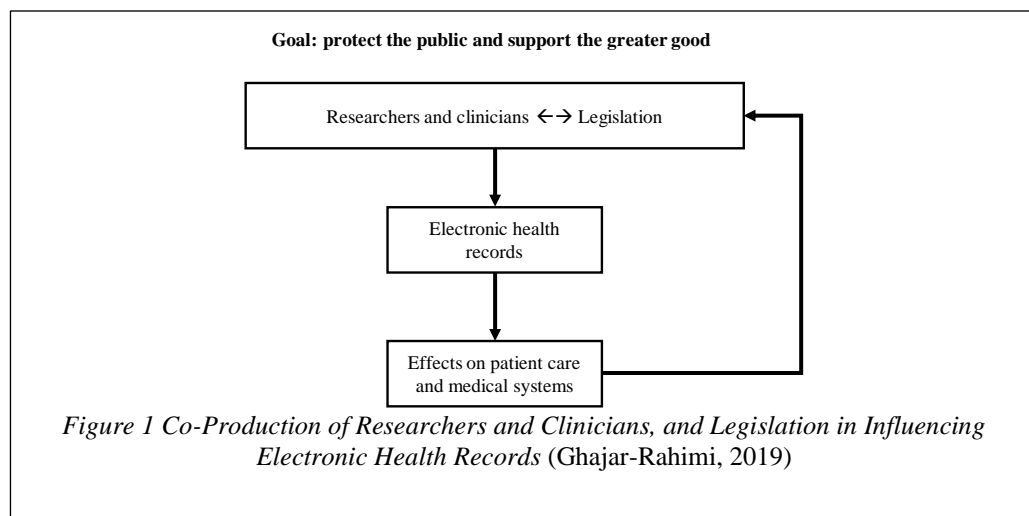 Goal: protect the public and support the greater good
Researchers and clinicians ←→ Legislation
Electronic health
records
Effects on patient care
and medical systems
Figure 1 Co-Production of Researchers and Clinicians, and Legislation in Influencing
Electronic Health Records (Ghajar-Rahimi, 2019)